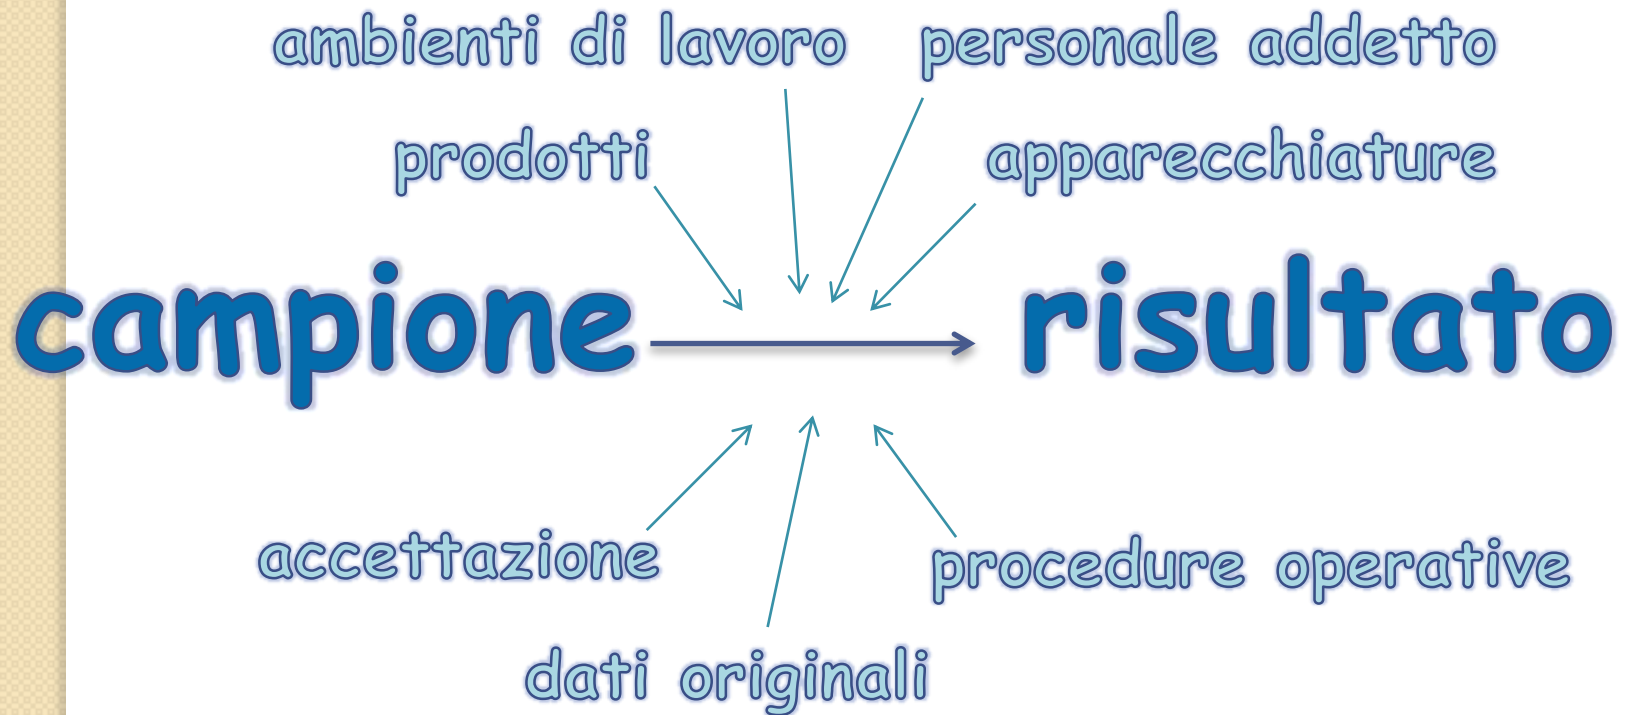 ambienti di lavoro personale addetto
prodotti apparecchiature
campione risultato
accettazione procedure operative
dati originali